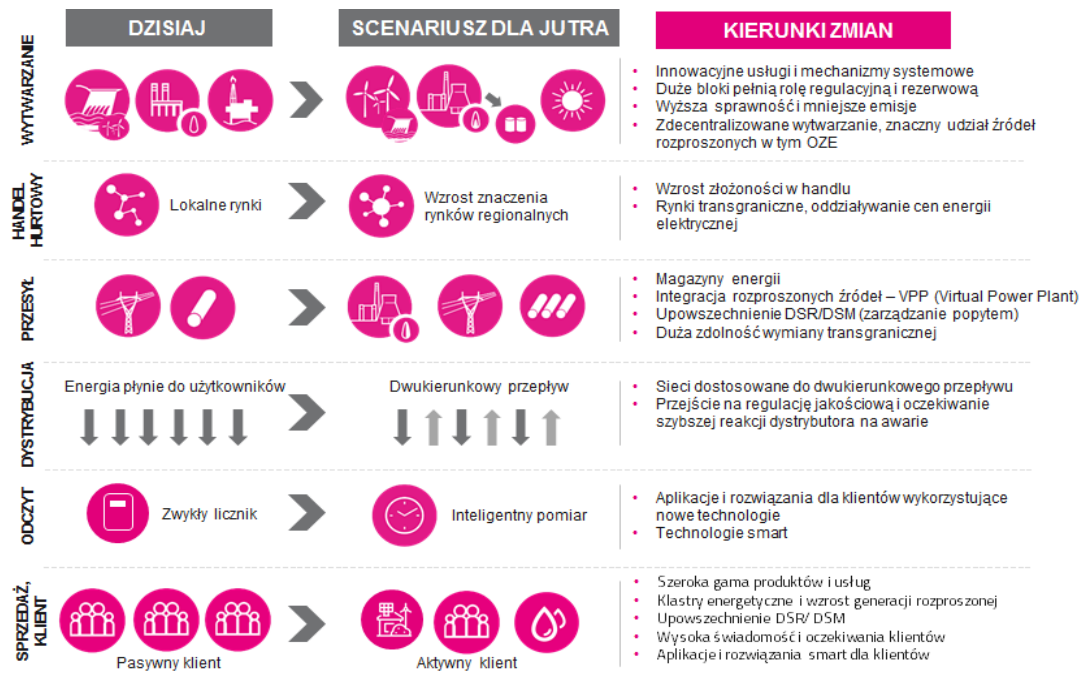 DZISIAJ
SCENARIUSZ DLA JUTRA
KIERUNKI ZMIAN
WYTWARZANIE
• Innowacyjne usługi i mechanizmy systemowe
• Duże bloki pełnią rolę regulacyjną i rezerwową
• Wyższa sprawność i mniejsze emisje
• Zdecentralizowane wytwarzanie, znaczny udział źródeł
rozproszonych w tym OZE
HANDEL
HURTOWY
Lokalne rynki
Wzrost znaczenia
rynków regionalnych
• Wzrost złożoności w handlu
• Rynki transgraniczne, oddziaływanie cen energii
elektrycznej
PRZESYŁ
• Magazyny energii
• Integracja rozproszonych źródeł – VPP (Virtual Power Plant)
• Upowszechnienie DSR/DSM (zarządzanie popytem)
• Duża zdolność wymiany transgranicznej
DYSTRYBUCJA
Energia płynie do użytkowników
Dwukierunkowy przepływ
• Sieci dostosowane do dwukierunkowego przepływu
• Przejście na regulację jakościową i oczekiwanie
szybszej reakcji dystrybutora na awarie
ODCZYT
Zwykły licznik
Inteligentny pomiar
• Aplikacje i rozwiązania dla klientów wykorzystujące
nowe technologie
• Technologie smart
SPRZEDAŻ,
KLIENT
Pasywny klient
Aktywny klient
• Szeroka gama produktów i usług
• Klastry energetyczne i wzrost generacji rozproszonej
• Upowszechnienie DSR/ DSM
• Wysoka świadomość i oczekiwania klientów
• Aplikacje i rozwiązania smart dla klientów